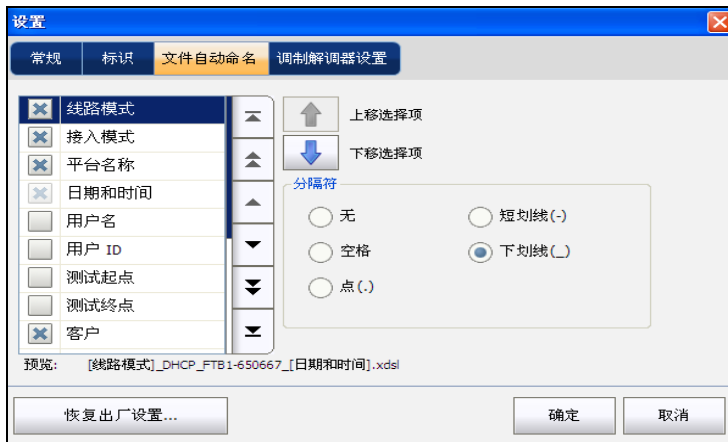 设置
常规 标识 文件自动命名 调制解调器设置
线路模式
接入模式
平台名称
日期和时间
用户名
用户 ID
测试起点
测试终点
客户
上移选择项
下移选择项
分隔符
无 短划线(-)
空格 下划线(_)
点(.)
预览: [线路模式]_DHCP_FTB1-650667_[日期和时间].xdsl
恢复出厂设置... 确定 取消